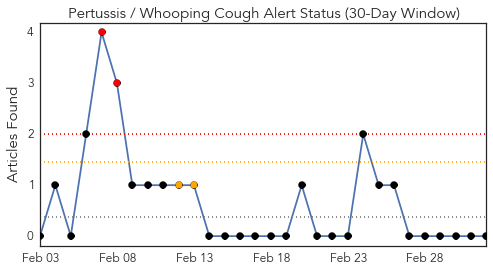 Pertussis / Whooping Cough Alert Status (30-Day Window)
Articles Found
4
3
2
1
0
Feb 03 Feb 08 Feb 13 Feb 18 Feb 23 Feb 28